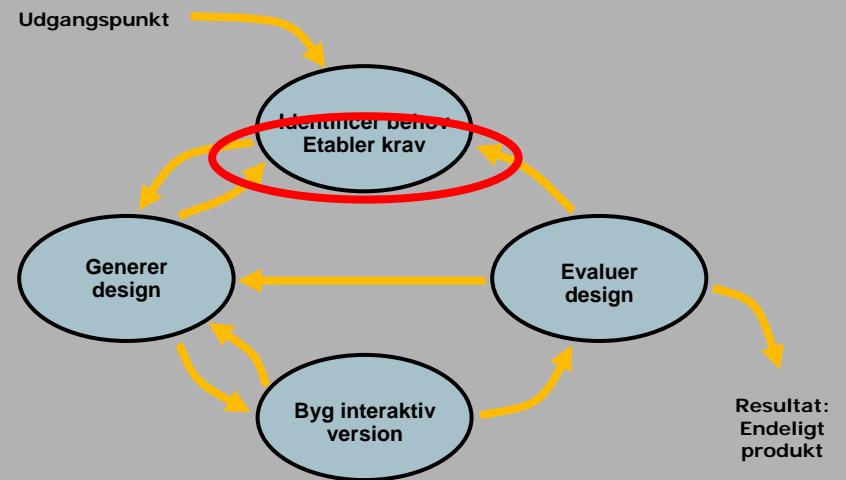 Udgangspunkt
Identificer behov
Etabler krav
Generer
design
Evaluer
design
Byg interaktiv
version
Resultat:
Endeligt
produkt